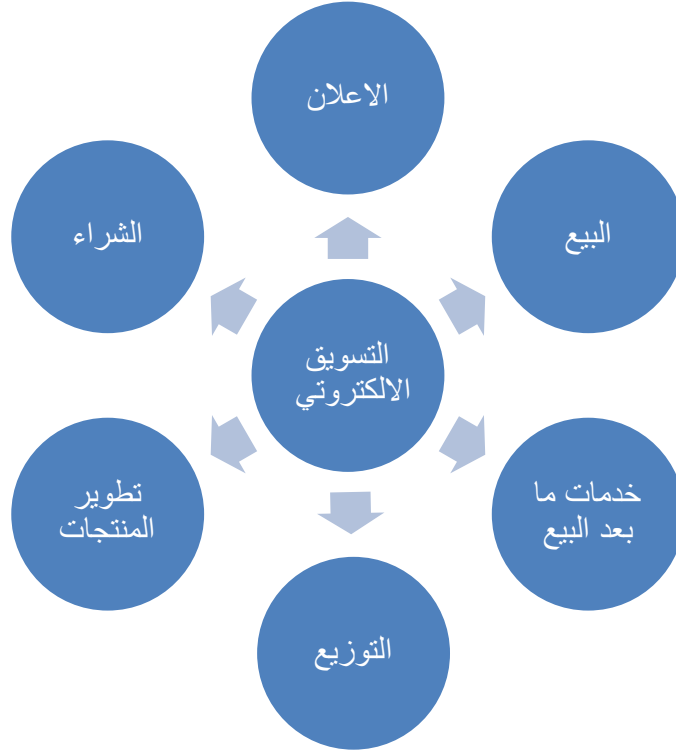 الاعلان
البيع
الشراء
التسويق
الالكتروتي
خدمات ما
بعد البيع
تطوير
المنتجات
التوزيع